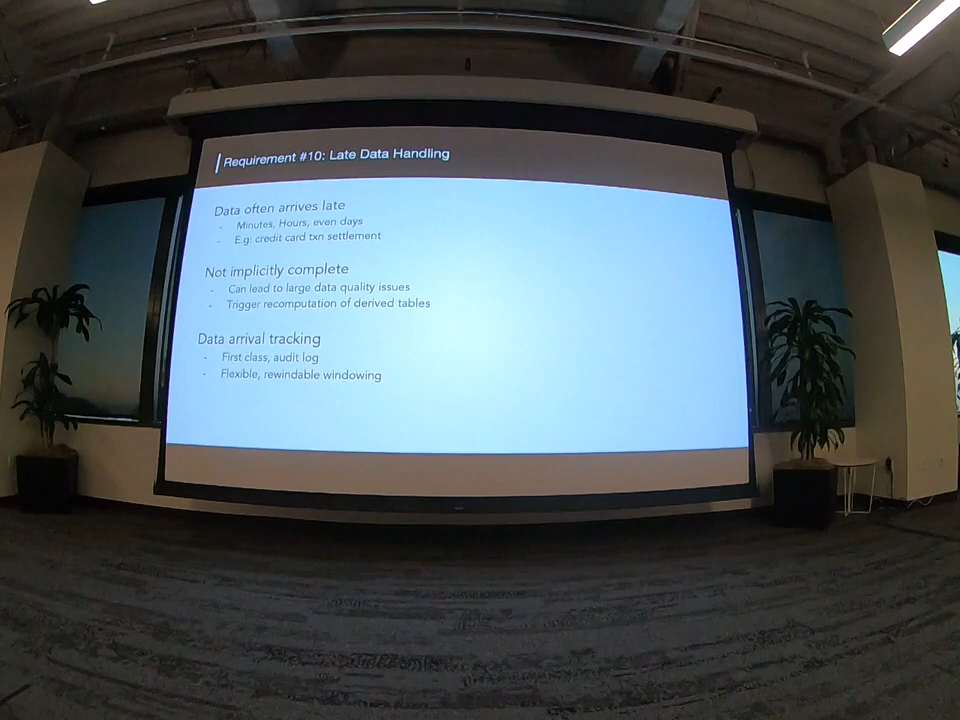 Requirement #10: Late Data Handling
Data often arrives late
- Minutes, Hours, even days
- E.g: credit card txn settlement
Not implicitly complete
- Can lead to large data quality issues
- Trigger recomputation of derived tables
Data arrival tracking
- First class, audit log
- Flexible, rewindable windowing